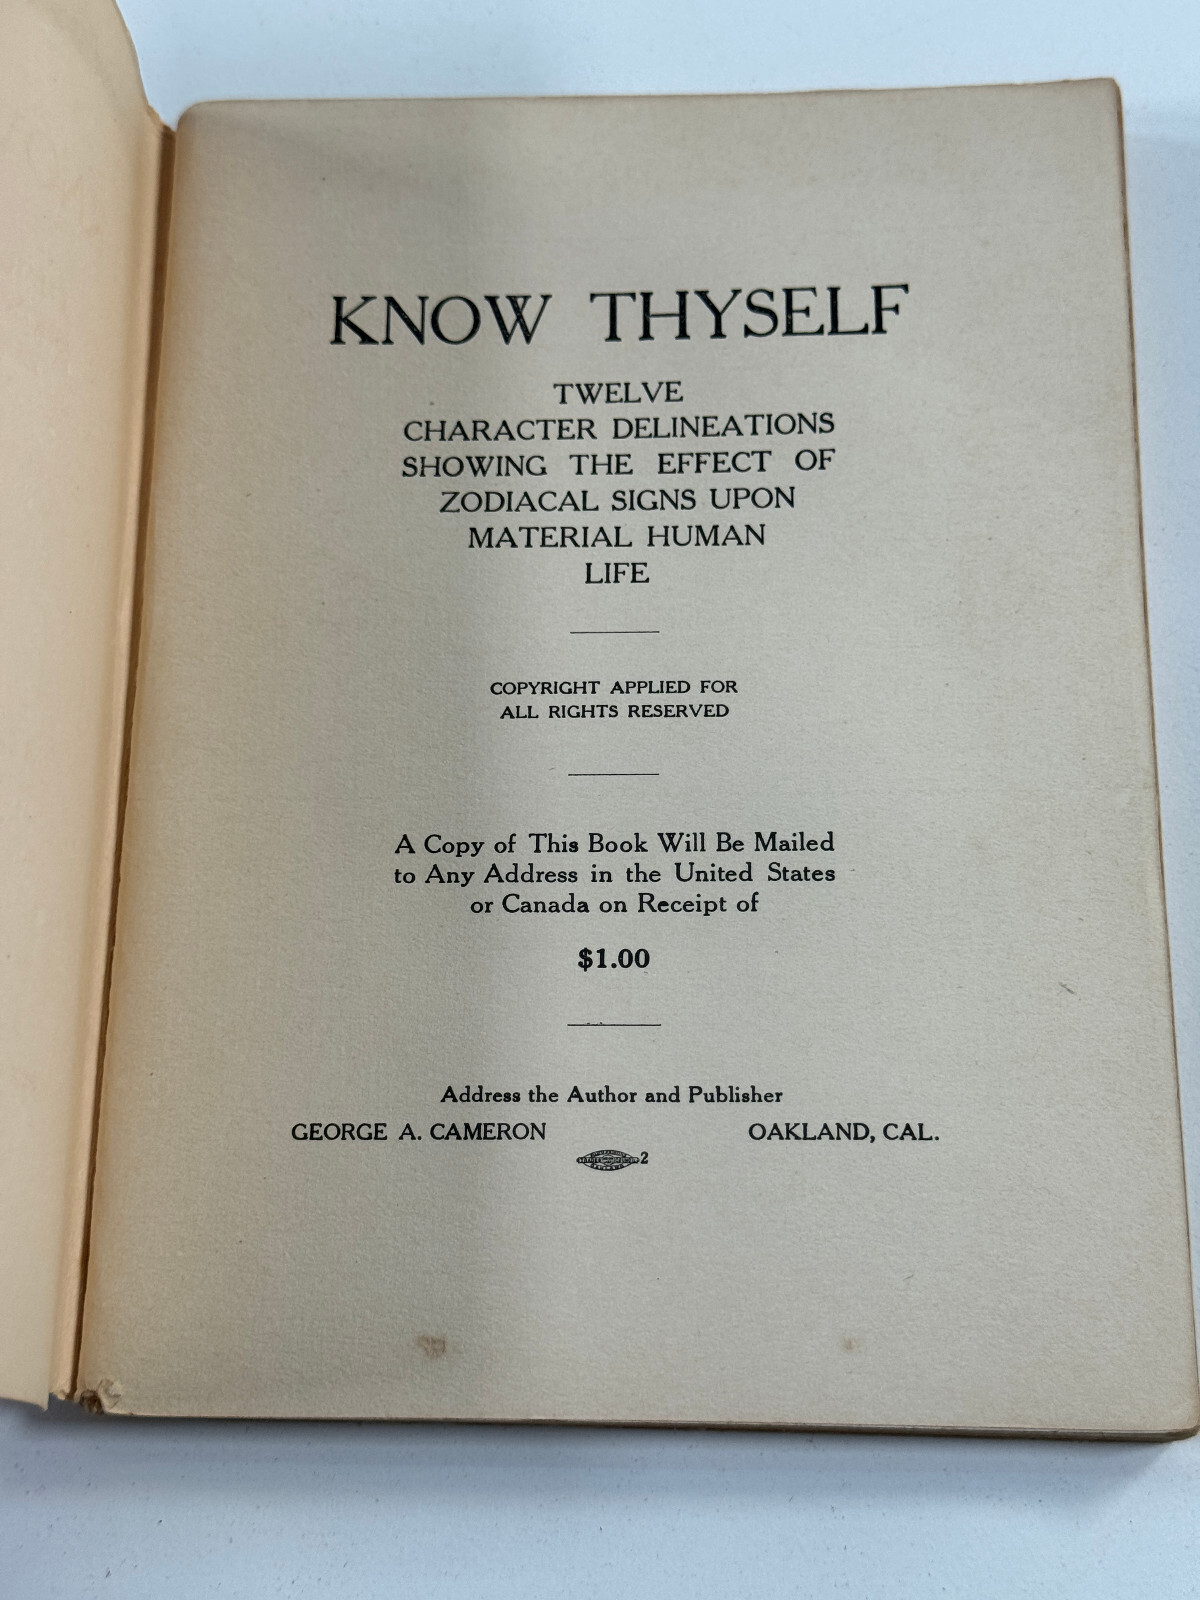 KNOW THYSELF
TWELVE
CHARACTER DELINEATIONS
SHOWING THE EFFECT OF
ZODIACAL SIGNS UPON
MATERIAL HUMAN
LIFE
COPYRIGHT APPLIED FOR
ALL RIGHTS RESERVED
A Copy of This Book Will Be Mailed
to Any Address in the United States
or Canada on Receipt of
$1.00
Address the Author and Publisher
GEORGE A. CAMERON OAKLAND, CAL.
2